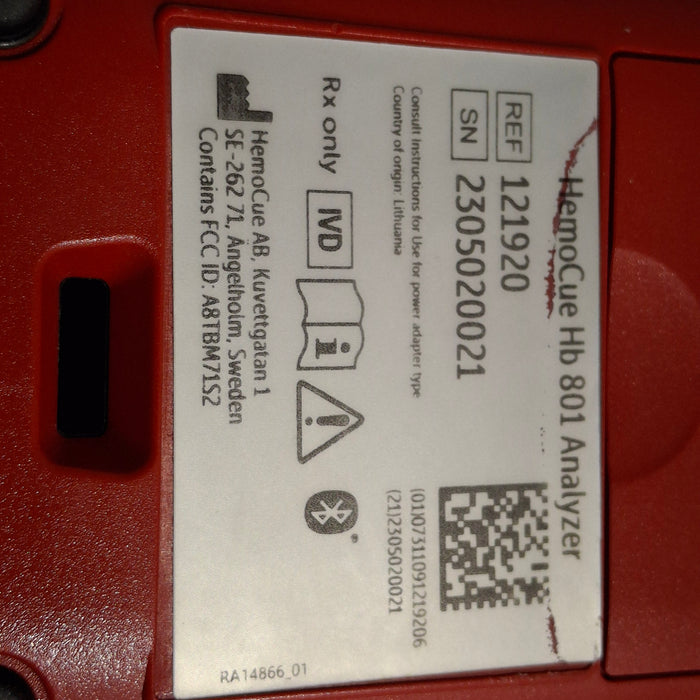 HemoCue Hb 801 Analyzer
REF 121920
SN 2305020021
Consult Instructions for Use for power adapter type
Country of origin: Lithuania
(01)07311091219206
(21)2305020021
Rx only IVD
HemoCue AB, Kuvettgatan 1
SE-262 71, Ängelholm, Sweden
Contains FCC ID: A8TBM71S2
RA14866_01